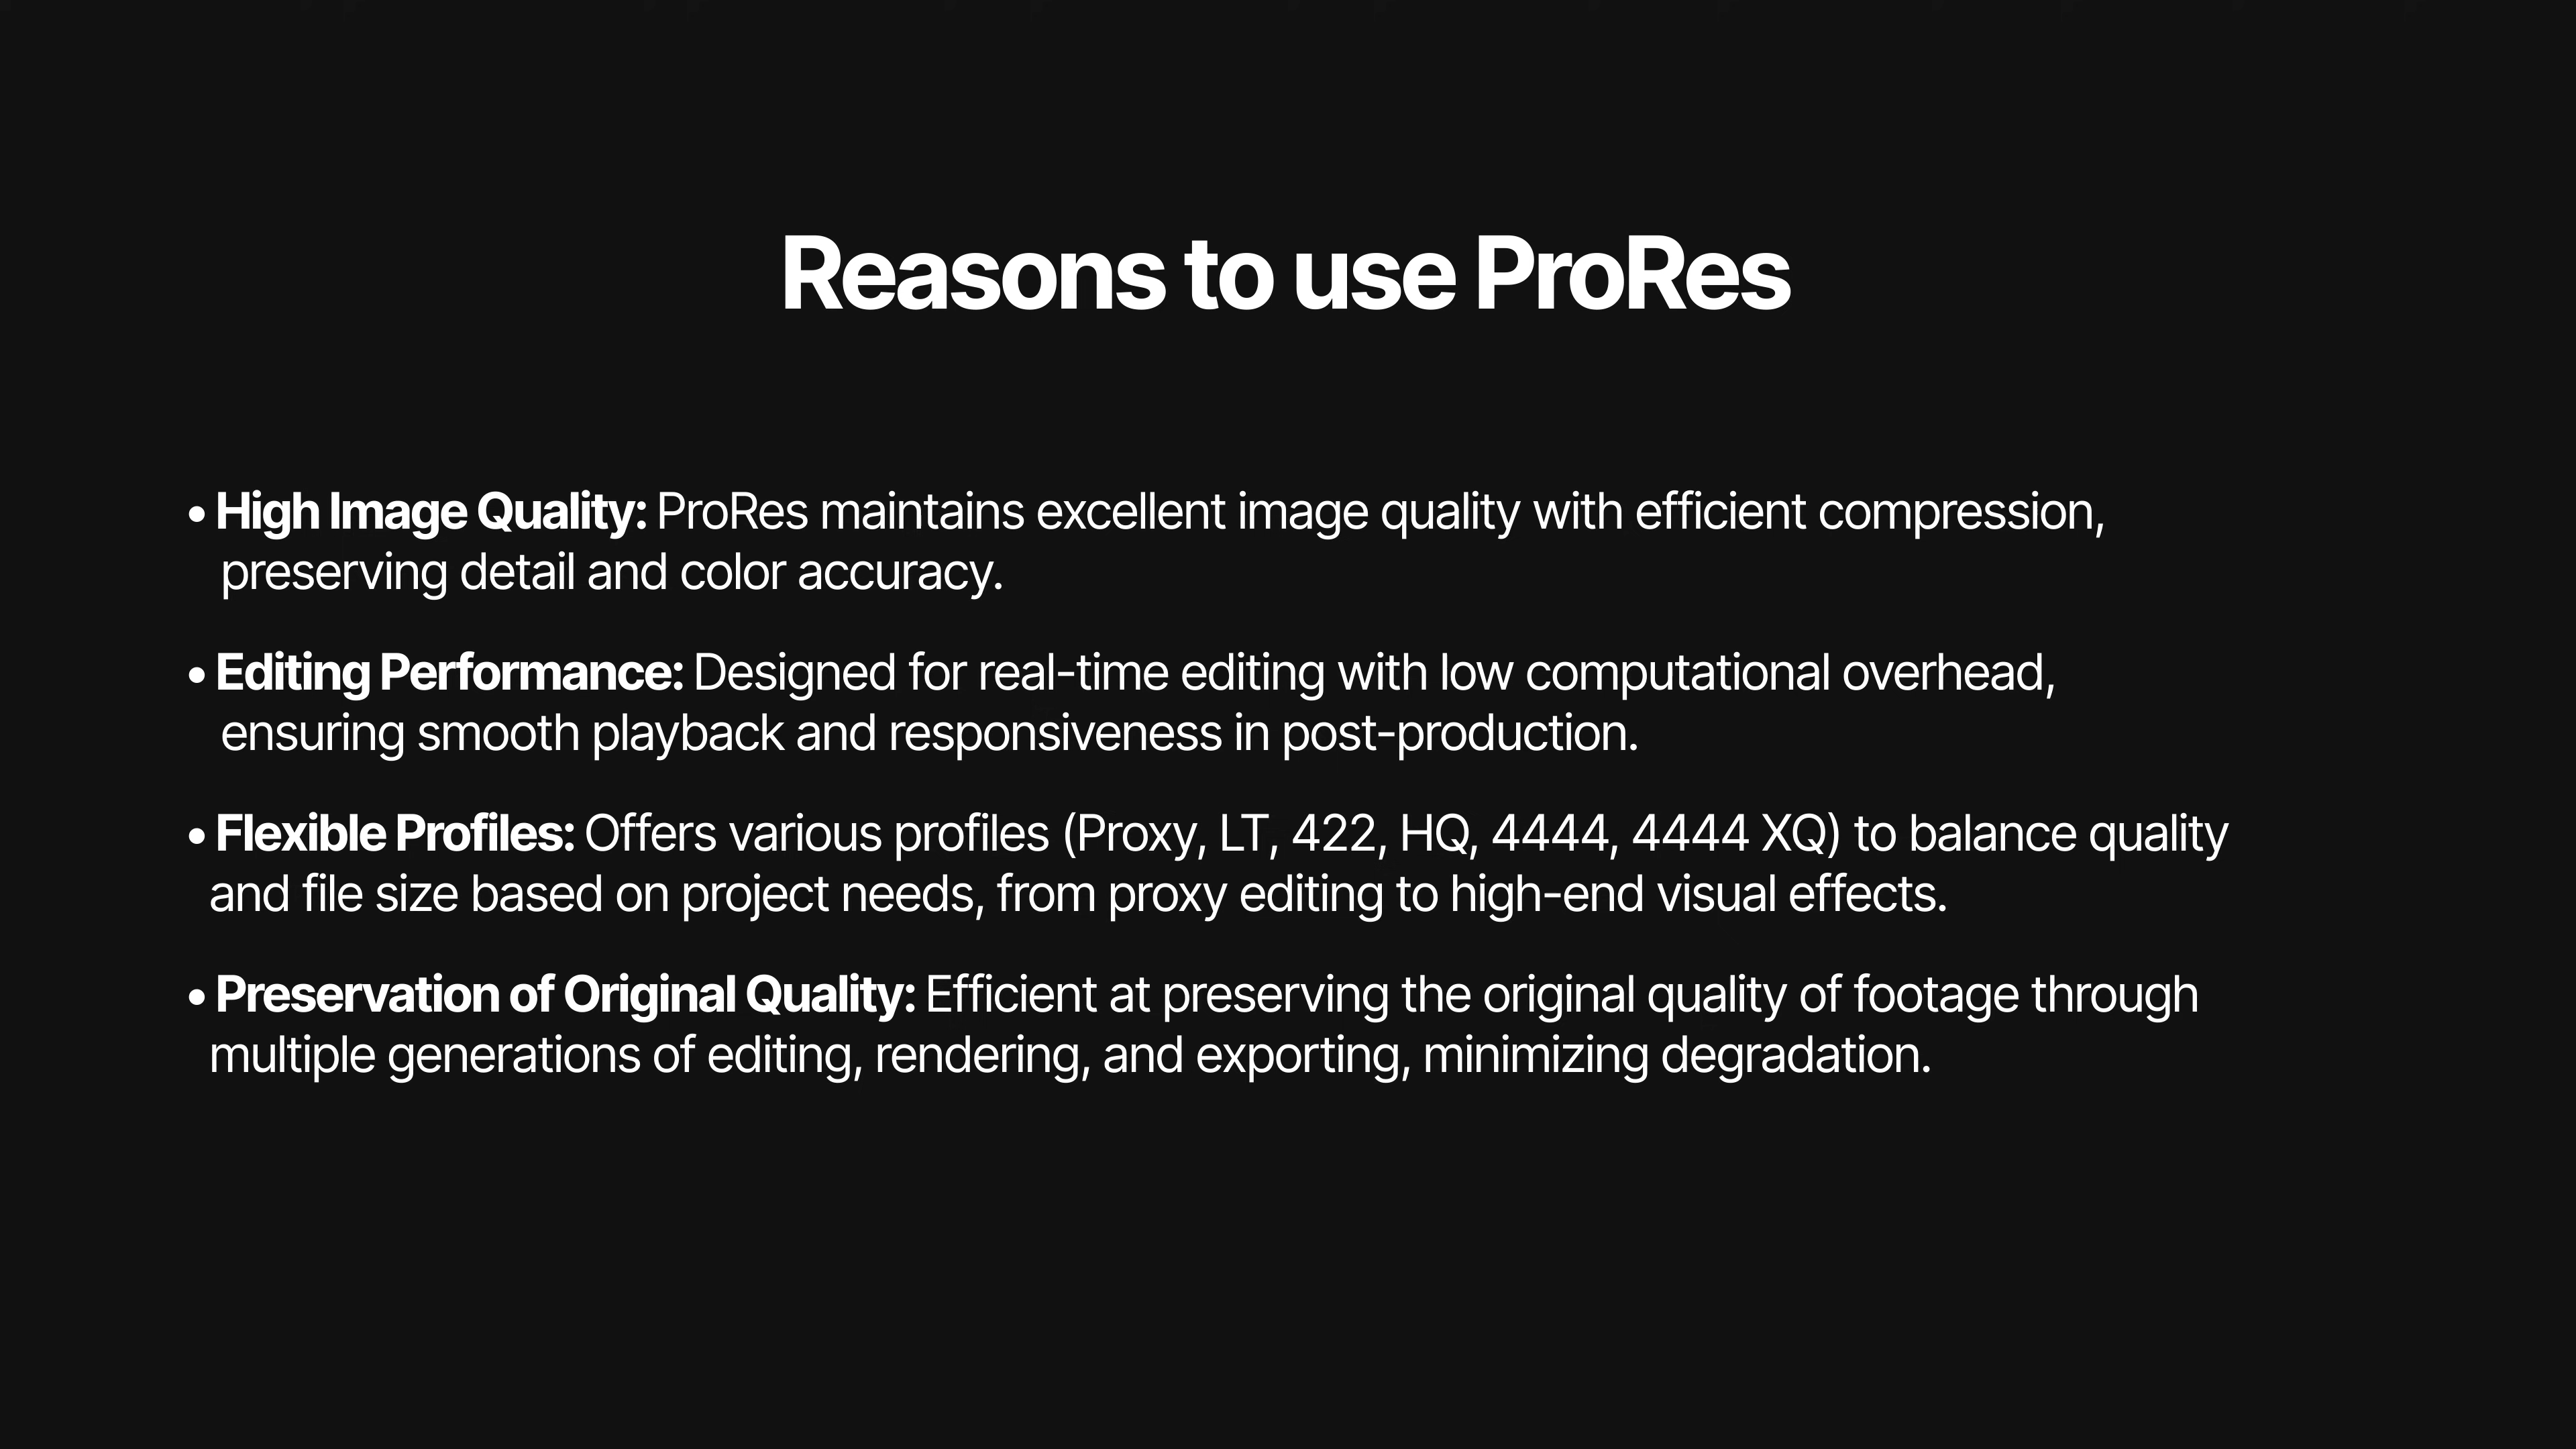 Reasons to use ProRes
• High Image Quality: ProRes maintains excellent image quality with efficient compression,
preserving detail and color accuracy.
• Editing Performance: Designed for real-time editing with low computational overhead,
ensuring smooth playback and responsiveness in post-production.
• Flexible Profiles: Offers various profiles (Proxy, LT, 422, HQ, 4444, 4444 XQ) to balance quality
and file size based on project needs, from proxy editing to high-end visual effects.
• Preservation of Original Quality: Efficient at preserving the original quality of footage through
multiple generations of editing, rendering, and exporting, minimizing degradation.